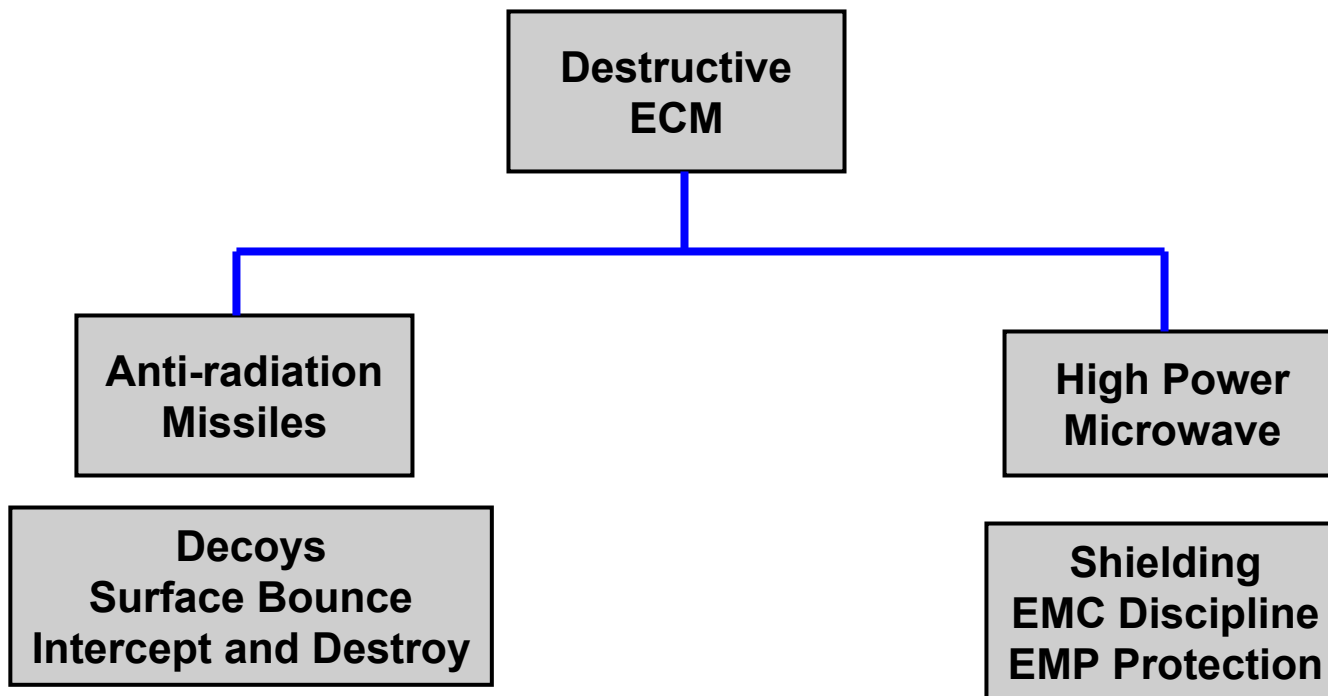 Destructive
ECM
Anti-radiation
Missiles
High Power
Microwave
Decoys
Surface Bounce
Intercept and Destroy
Shielding
EMC Discipline
EMP Protection